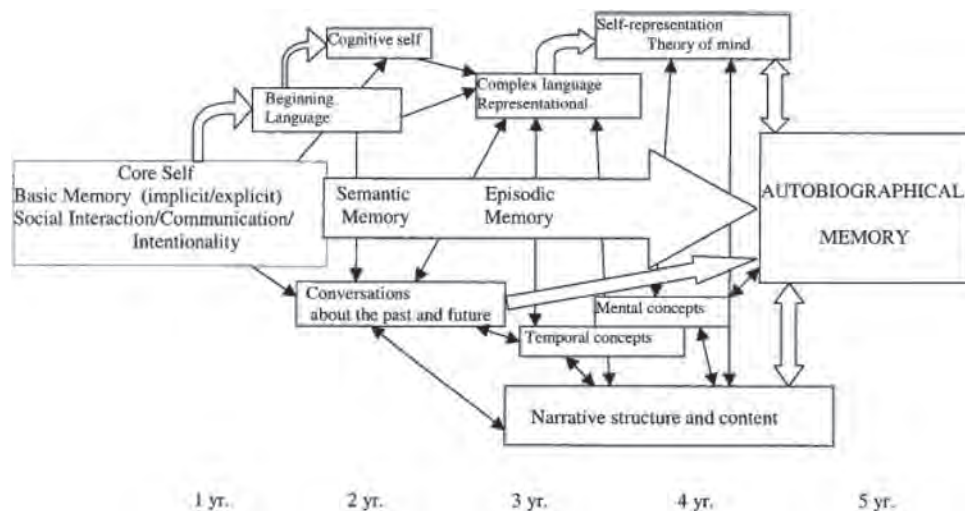 Self-representation
Theory of mind
Cognitive self
Complex language
Representational
Beginning
Language
Core Self
Basic Memory (implicit/explicit)
Social Interaction/Communication/
Intentionality
Semantic
Memory
Episodic
Memory
AUTOBIOGRAPHICAL
MEMORY
Conversations
about the past and future
Mental concepts
Temporal concepts
Narrative structure and content
1 yr. 2 yr. 3 yr. 4 yr. 5 yr.